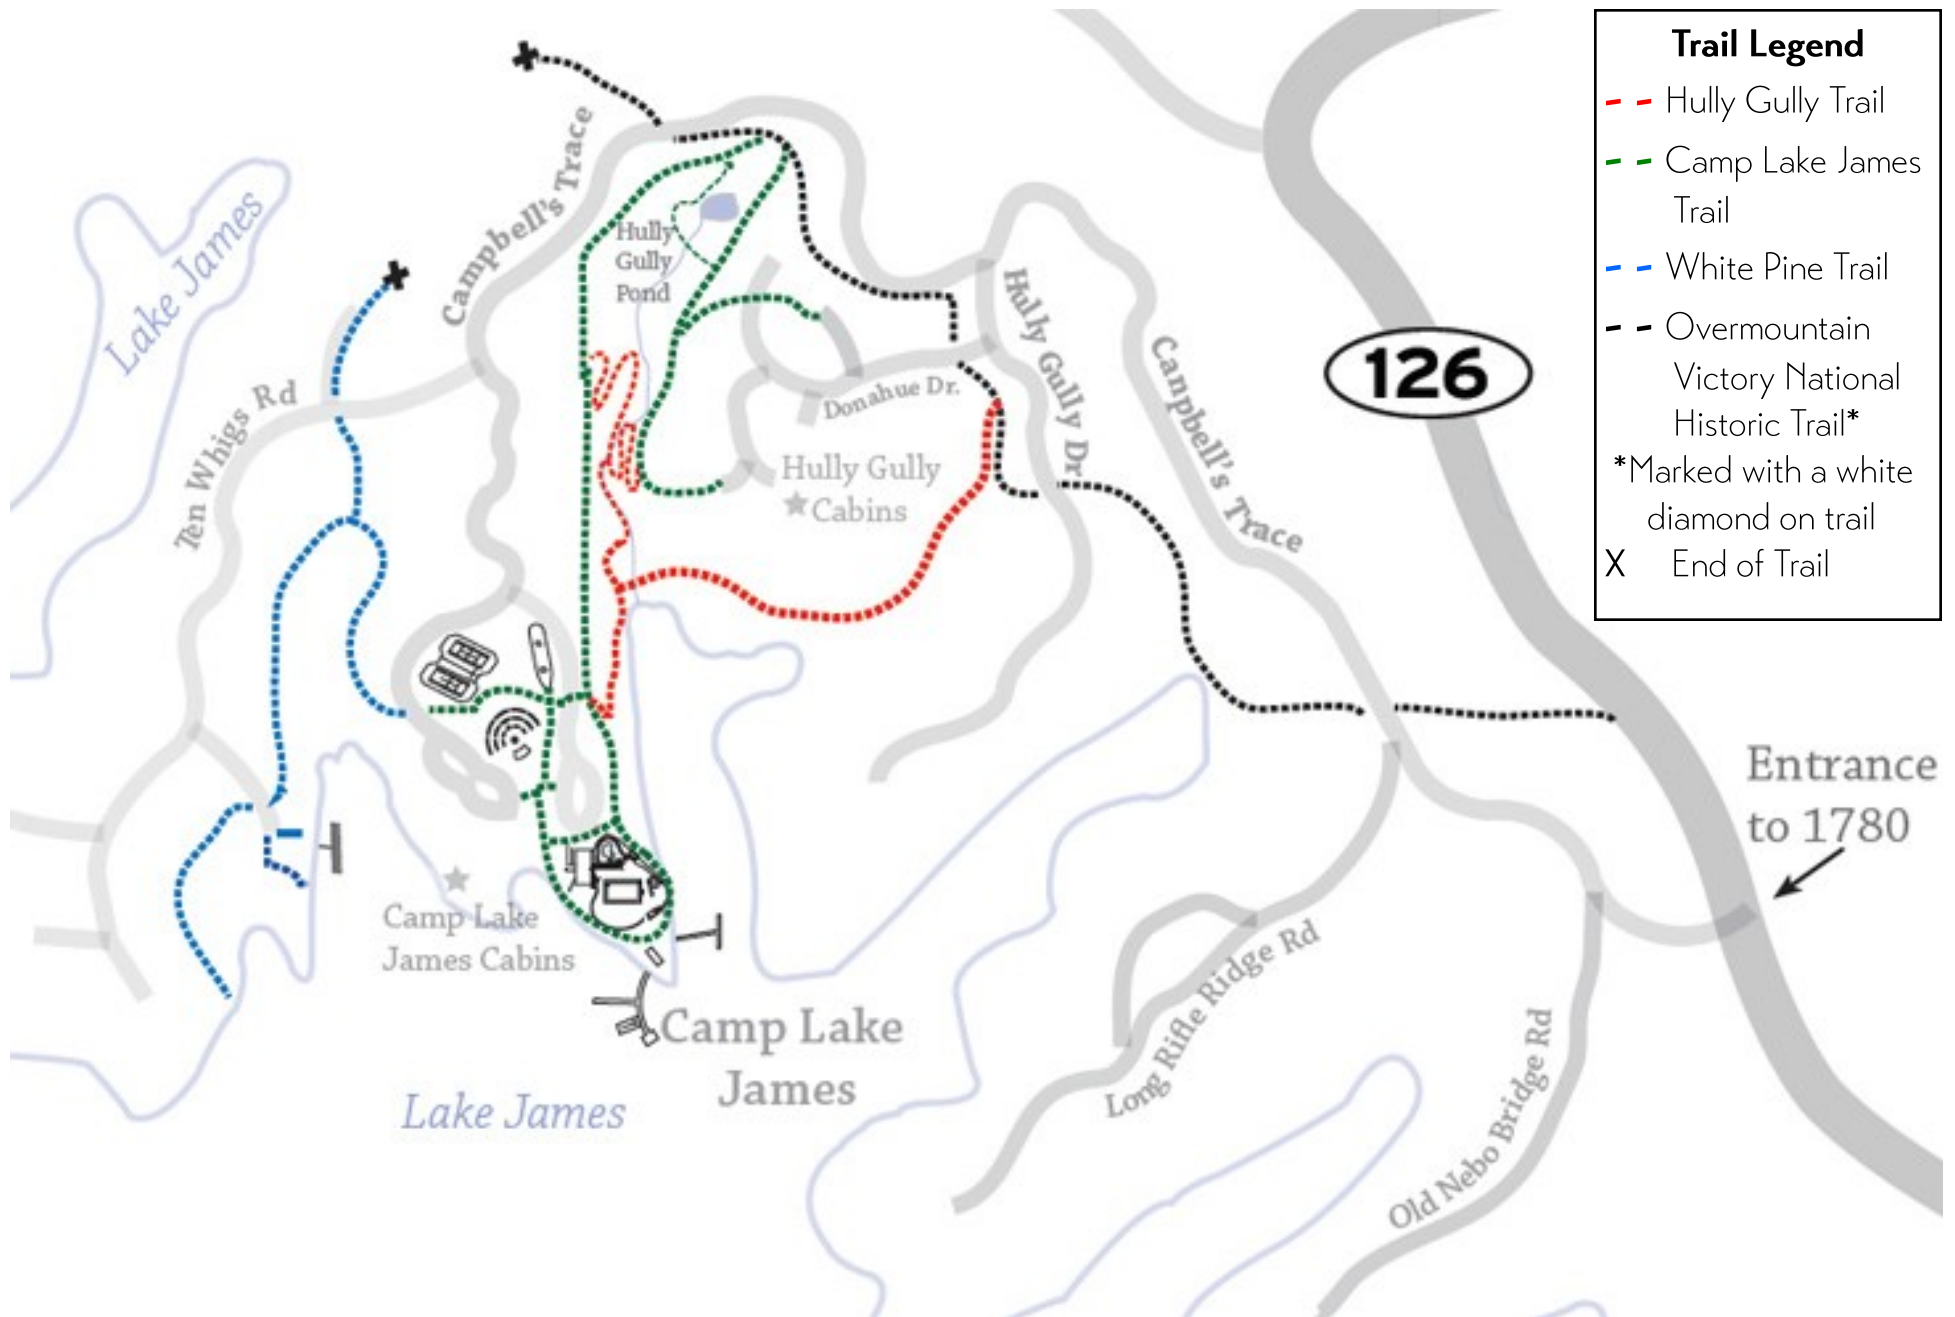 Trail Legend
Hully Gully Trail
Camp Lake James
Trail
White Pine Trail
Overmountain
Victory National
Historic Trail*
*Marked with a white
diamond on trail
X End of Trail
Campbell's Trace
Lake James
Hully
Gully
Pond
Hully Gully Dr.
Canpbell's Trace
126
Ten Whigs Rd
Donahue Dr.
Hully Gully
Cabins
Entrance
to 1780
Camp Lake
James Cabins
Long Rifle Ridge Rd
Camp Lake
James
Lake James
Old Nebo Bridge Rd